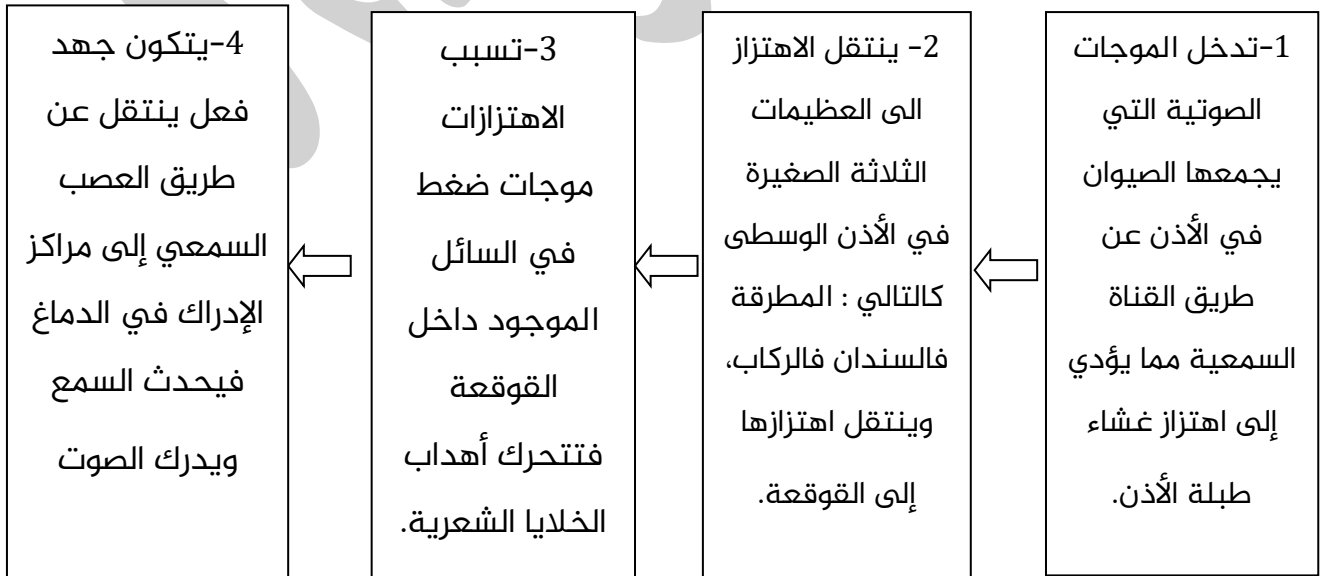 1-تدخل الموجات
الصوتية التي
يجمعها الصيوان
في الأذن عن
طريق القناة
السمعية مما يؤدي
إلى اهتزاز غشاء
طبلة الأذن.
2- ينتقل الاهتزاز
الى العظيمات
الثلاثة الصغيرة
في الأذن الوسطى
كالتالي : المطرقة
فالسندان فالركاب،
وينتقل اهتزازها
إلى القوقعة.
3-تسبب
الاهتزازات
موجات ضغط
في السائل
الموجود داخل
القوقعة
فتتحرك أهداب
الخلايا الشعرية.
4-يتكون جهد
فعل ينتقل عن
طريق العصب
السمعي إلى مراكز
الإدراك في الدماغ
فيحدث السمع
ويدرك الصوت